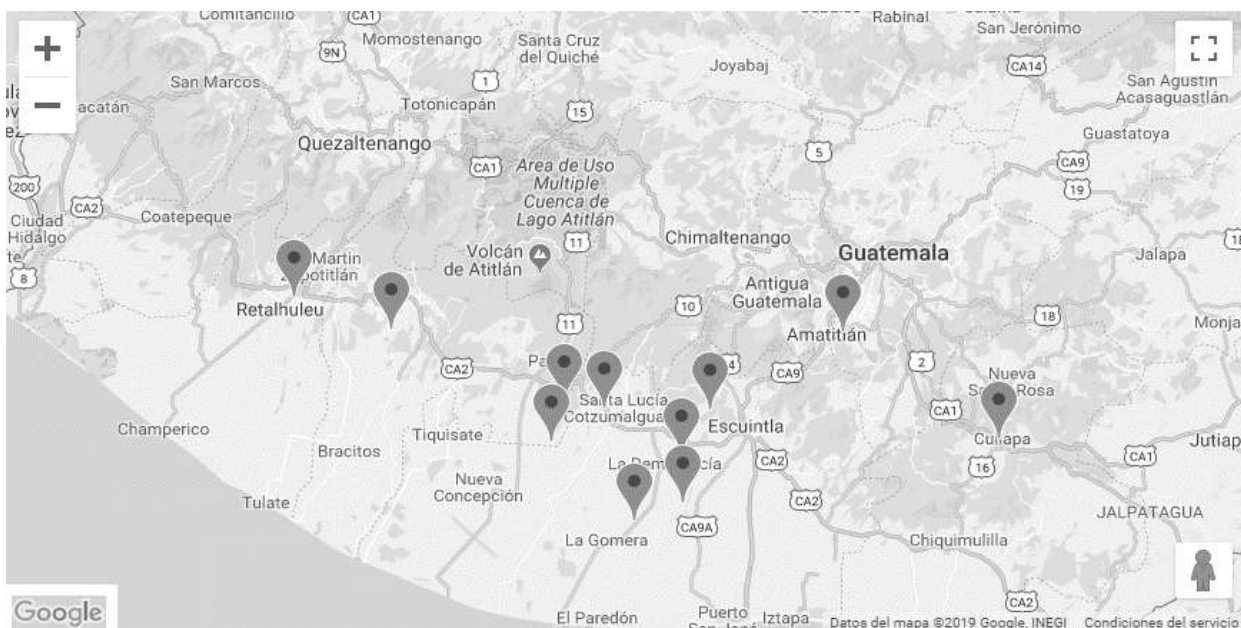 Comitancillo
CA1
Rabinal
San Jerónimo
9N
Momostenango
Santa Cruz
del Quiché
Joyabaj
CA14
San Marcos
1
San Agustín
Acasaguastlán
Totonicapán
15
Guastatoya
Quezaltenango
5
CA1
CA9
Area de Uso
Multiple
Cuenca de
Lago Atitlán
200
19
CA2
Coatepeque
Ciudad
Hidalgo
Chimaltenango
11
18
Volcán
de Atitlán
Guatemala
Jalapa
8
Martin
Antigua
Guatemala
Retalhuleu
10
18
11
Amatitlán
2
CA2
4
CA9
Nueva
Santa Lucía
Cotzumalgua
CA1
Champerico
Tiquisate
Escuintla
Bracitos
CA2
16
CA1
Nueva
Concepción
Tulate
CA2
JALPATAGUA
CA9A
La Gomera
Chiquimulilla
CA2
El Paredón
Puerto
Iztapa
Google
Datos del mapa ©2019 Google, INEGI
Condiciones del servicio